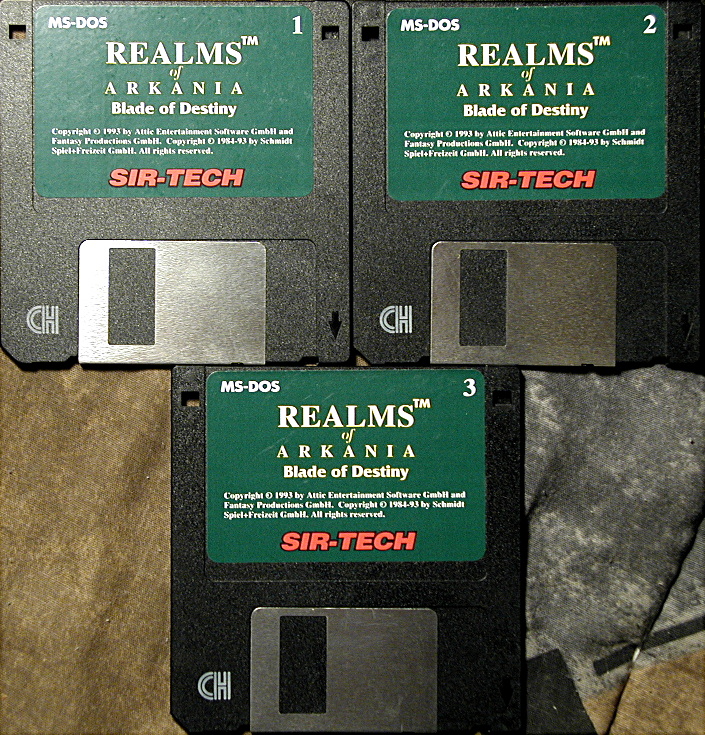 MS-DOS 1
REALMS™
of
ARKANIA
Blade of Destiny
Copyright © 1993 by Attic Entertainment Software GmbH and
Fantasy Productions GmbH. Copyright © 1984-93 by Schmidt
Spiel+Freizeit GmbH. All rights reserved.
SIR-TECH
CH
MS-DOS 2
REALMS™
of
ARKANIA
Blade of Destiny
Copyright © 1993 by Attic Entertainment Software GmbH and
Fantasy Productions GmbH. Copyright © 1984-93 by Schmidt
Spiel+Freizeit GmbH. All rights reserved.
SIR-TECH
CH
MS-DOS 3
REALMS™
of
ARKANIA
Blade of Destiny
Copyright © 1993 by Attic Entertainment Software GmbH and
Fantasy Productions GmbH. Copyright © 1984-93 by Schmidt
Spiel+Freizeit GmbH. All rights reserved.
SIR-TECH
CH